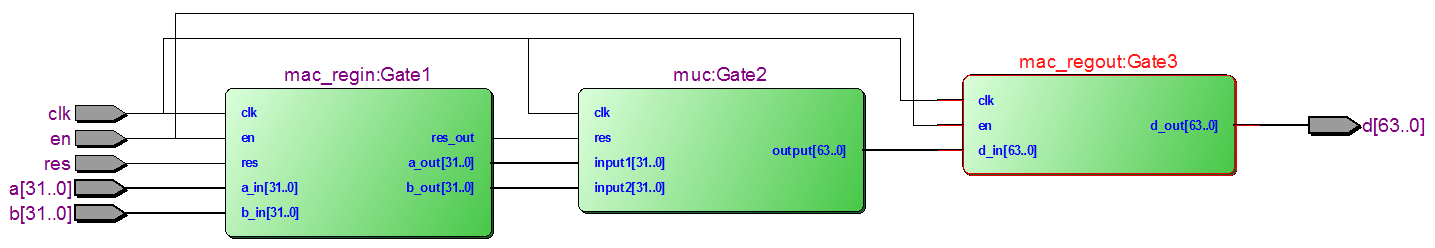 mac_regin:Gate1
muc:Gate2
mac_regout:Gate3
clk
en
res
a[31..0]
b[31..0]
clk
en
res
a_in[31..0]
b_in[31..0]
res_out
a_out[31..0]
b_out[31..0]
clk
res
input1[31..0]
input2[31..0]
output[63..0]
clk
en
d_in[63..0]
d_out[63..0]
d[63..0]